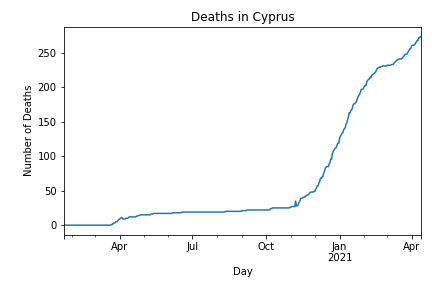 Deaths in Cyprus
250
200
150
100
50
0
Number of Deaths
Apr
Jul
Oct
Jan
2021
Apr
Day